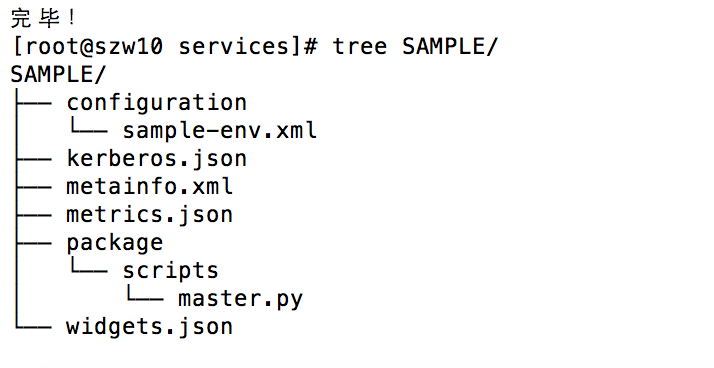 完毕！
[root@szw10 services]# tree SAMPLE/
SAMPLE/
├── configuration
│   └── sample-env.xml
├── kerberos.json
├── metainfo.xml
├── metrics.json
├── package
│   └── scripts
│       └── master.py
└── widgets.json